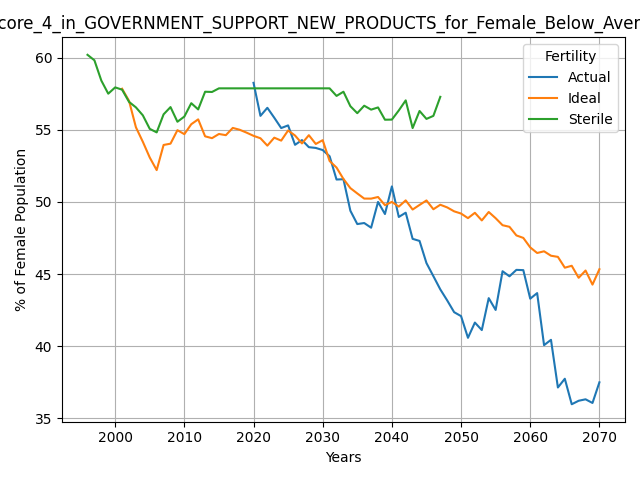 core_4_in_GOVERNMENT_SUPPORT_NEW_PRODUCTS_for_Female_Below_Aver
Fertility
Actual
Ideal
Sterile
% of Female Population
60
55
50
45
40
35
2000 2010 2020 2030 2040 2050 2060 2070
Years